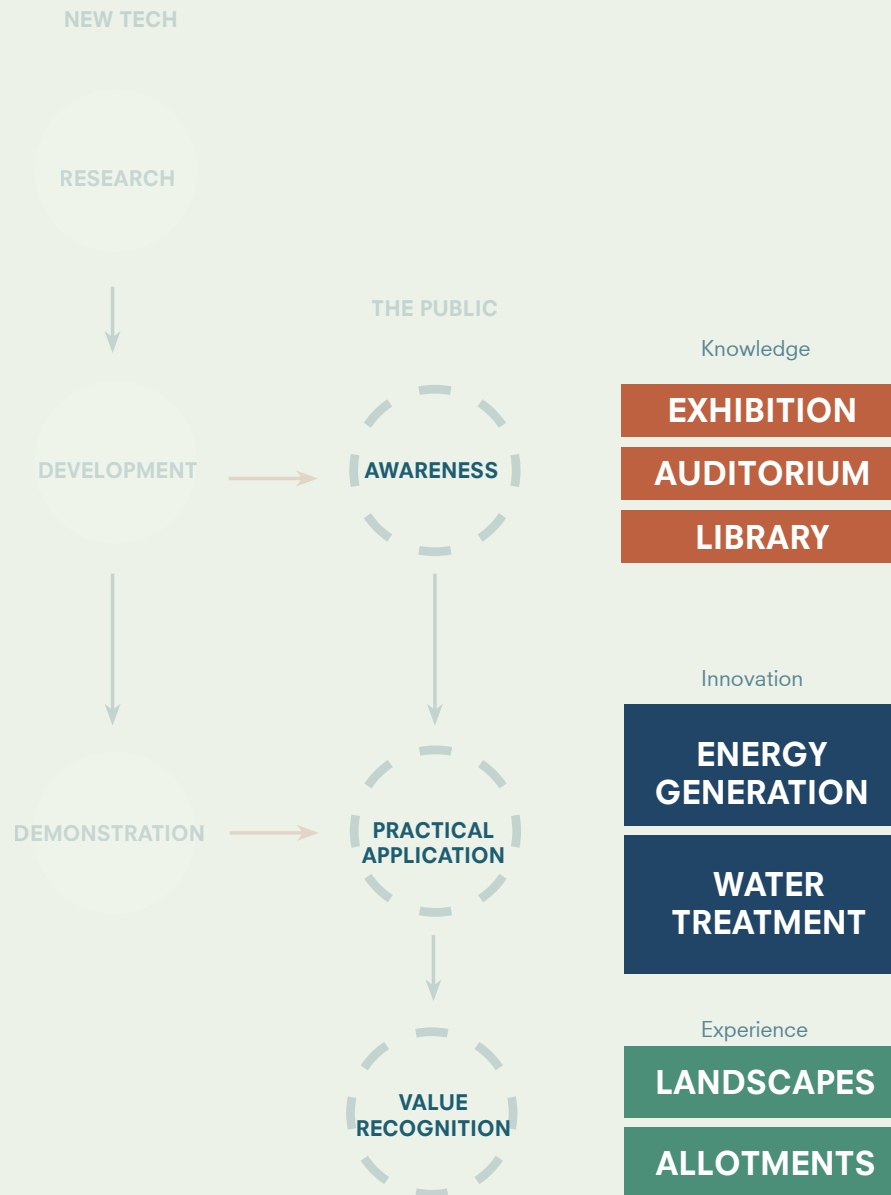 NEW TECH
RESEARCH
DEVELOPMENT
DEMONSTRATION
THE PUBLIC
AWARENESS
PRACTICAL
APPLICATION
VALUE
RECOGNITION
Knowledge
EXHIBITION
AUDITORIUM
LIBRARY
Innovation
ENERGY
GENERATION
WATER
TREATMENT
Experience
LANDSCAPES
ALLOTMENTS